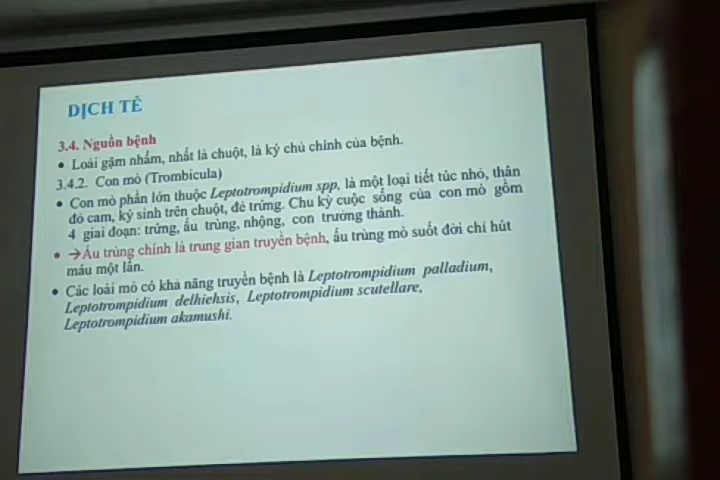 DỊCH TỄ
3.4. Nguồn bệnh
• Loài gậm nhấm, nhất là chuột, là ký chủ chính của bệnh.
3.4.2. Con mò (Trombicula)
• Con mò phần lớn thuộc Leptotrompidium spp, là một loại tiết túc nhỏ, thân
đỏ cam, ký sinh trên chuột, đẻ trứng. Chu kỳ cuộc sống của con mò gồm
4 giai đoạn: trứng, ấu trùng, nhộng, con trưởng thành.
• →Ấu trùng chính là trung gian truyền bệnh, ấu trùng mò suốt đời chỉ hút
máu một lần.
• Các loài mò có khả năng truyền bệnh là Leptotrompidium palladium,
Leptotrompidium delhiehsis, Leptotrompidium scutellare,
Leptotrompidium akamushi.